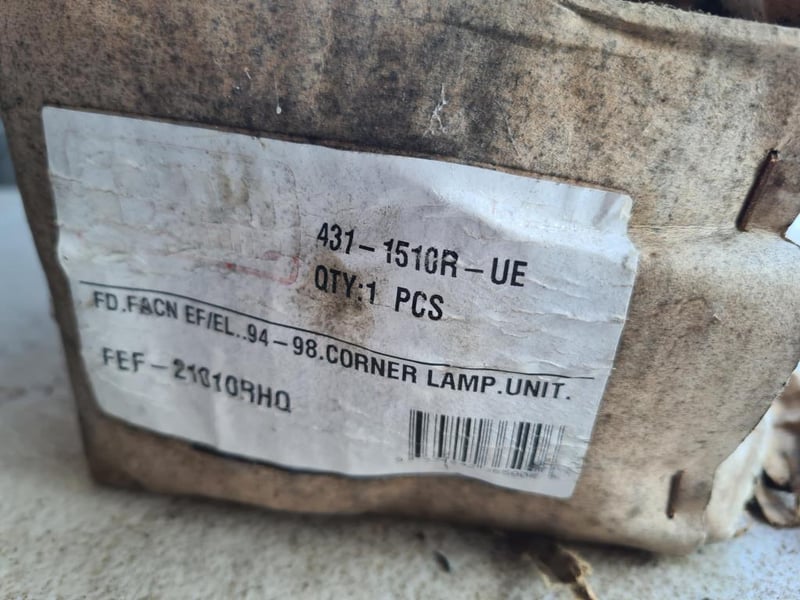 431-1510R-UE
QTY:1 PCS
FD.FACN EF/EL..94-98.CORNER LAMP.UNIT.
FEF-21010RHQ